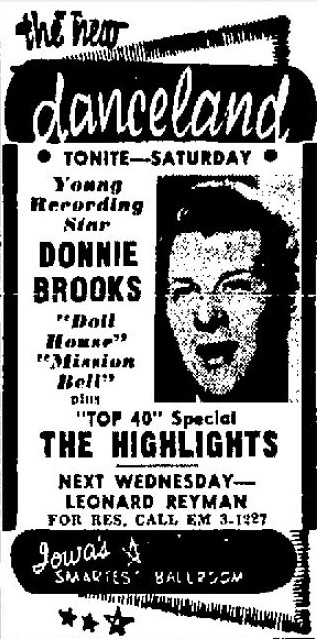 the new
danceland
• TONITE—SATURDAY •
Young
Recording
Star
DONNIE
BROOKS
"Doll
House"
"Mission
Bell"
plus
"TOP 40" Special
THE HIGHLIGHTS
NEXT WEDNESDAY—
LEONARD REYMAN
FOR RES. CALL EM 3-1227
Iowa's
SMARTEST BALLROOM